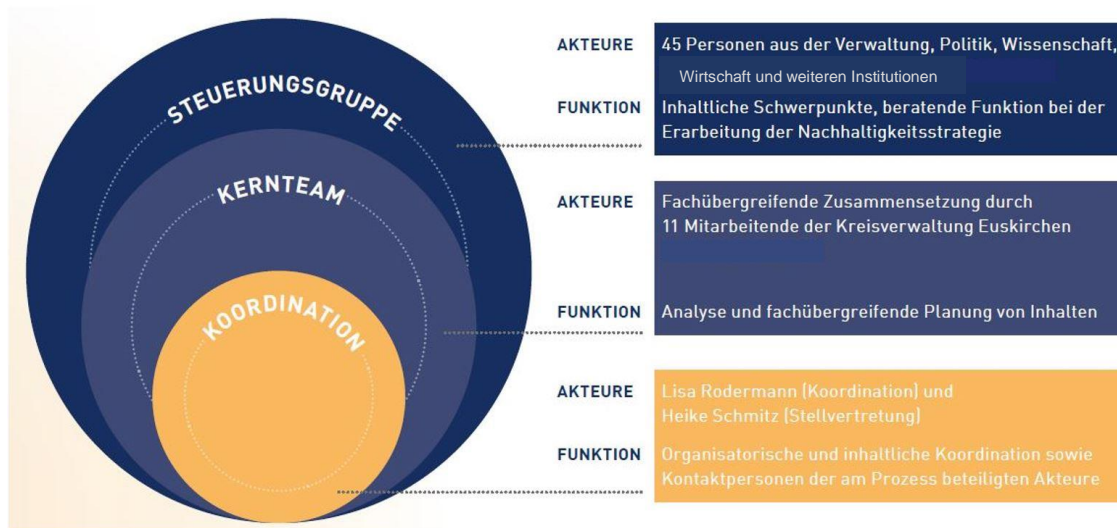 STEUERUNGSGRUPPE
KERNTEAM
KOORDINATION
AKTEURE 45 Personen aus der Verwaltung, Politik, Wissenschaft,
Wirtschaft und weiteren Institutionen
FUNKTION Inhaltliche Schwerpunkte, beratende Funktion bei der
Erarbeitung der Nachhaltigkeitsstrategie
AKTEURE Fachübergreifende Zusammensetzung durch
11 Mitarbeitende der Kreisverwaltung Euskirchen
FUNKTION Analyse und fachübergreifende Planung von Inhalten
AKTEURE Lisa Rodermann (Koordination) und
Heike Schmitz (Stellvertretung)
FUNKTION Organisatorische und inhaltliche Koordination sowie
Kontaktpersonen der am Prozess beteiligten Akteure